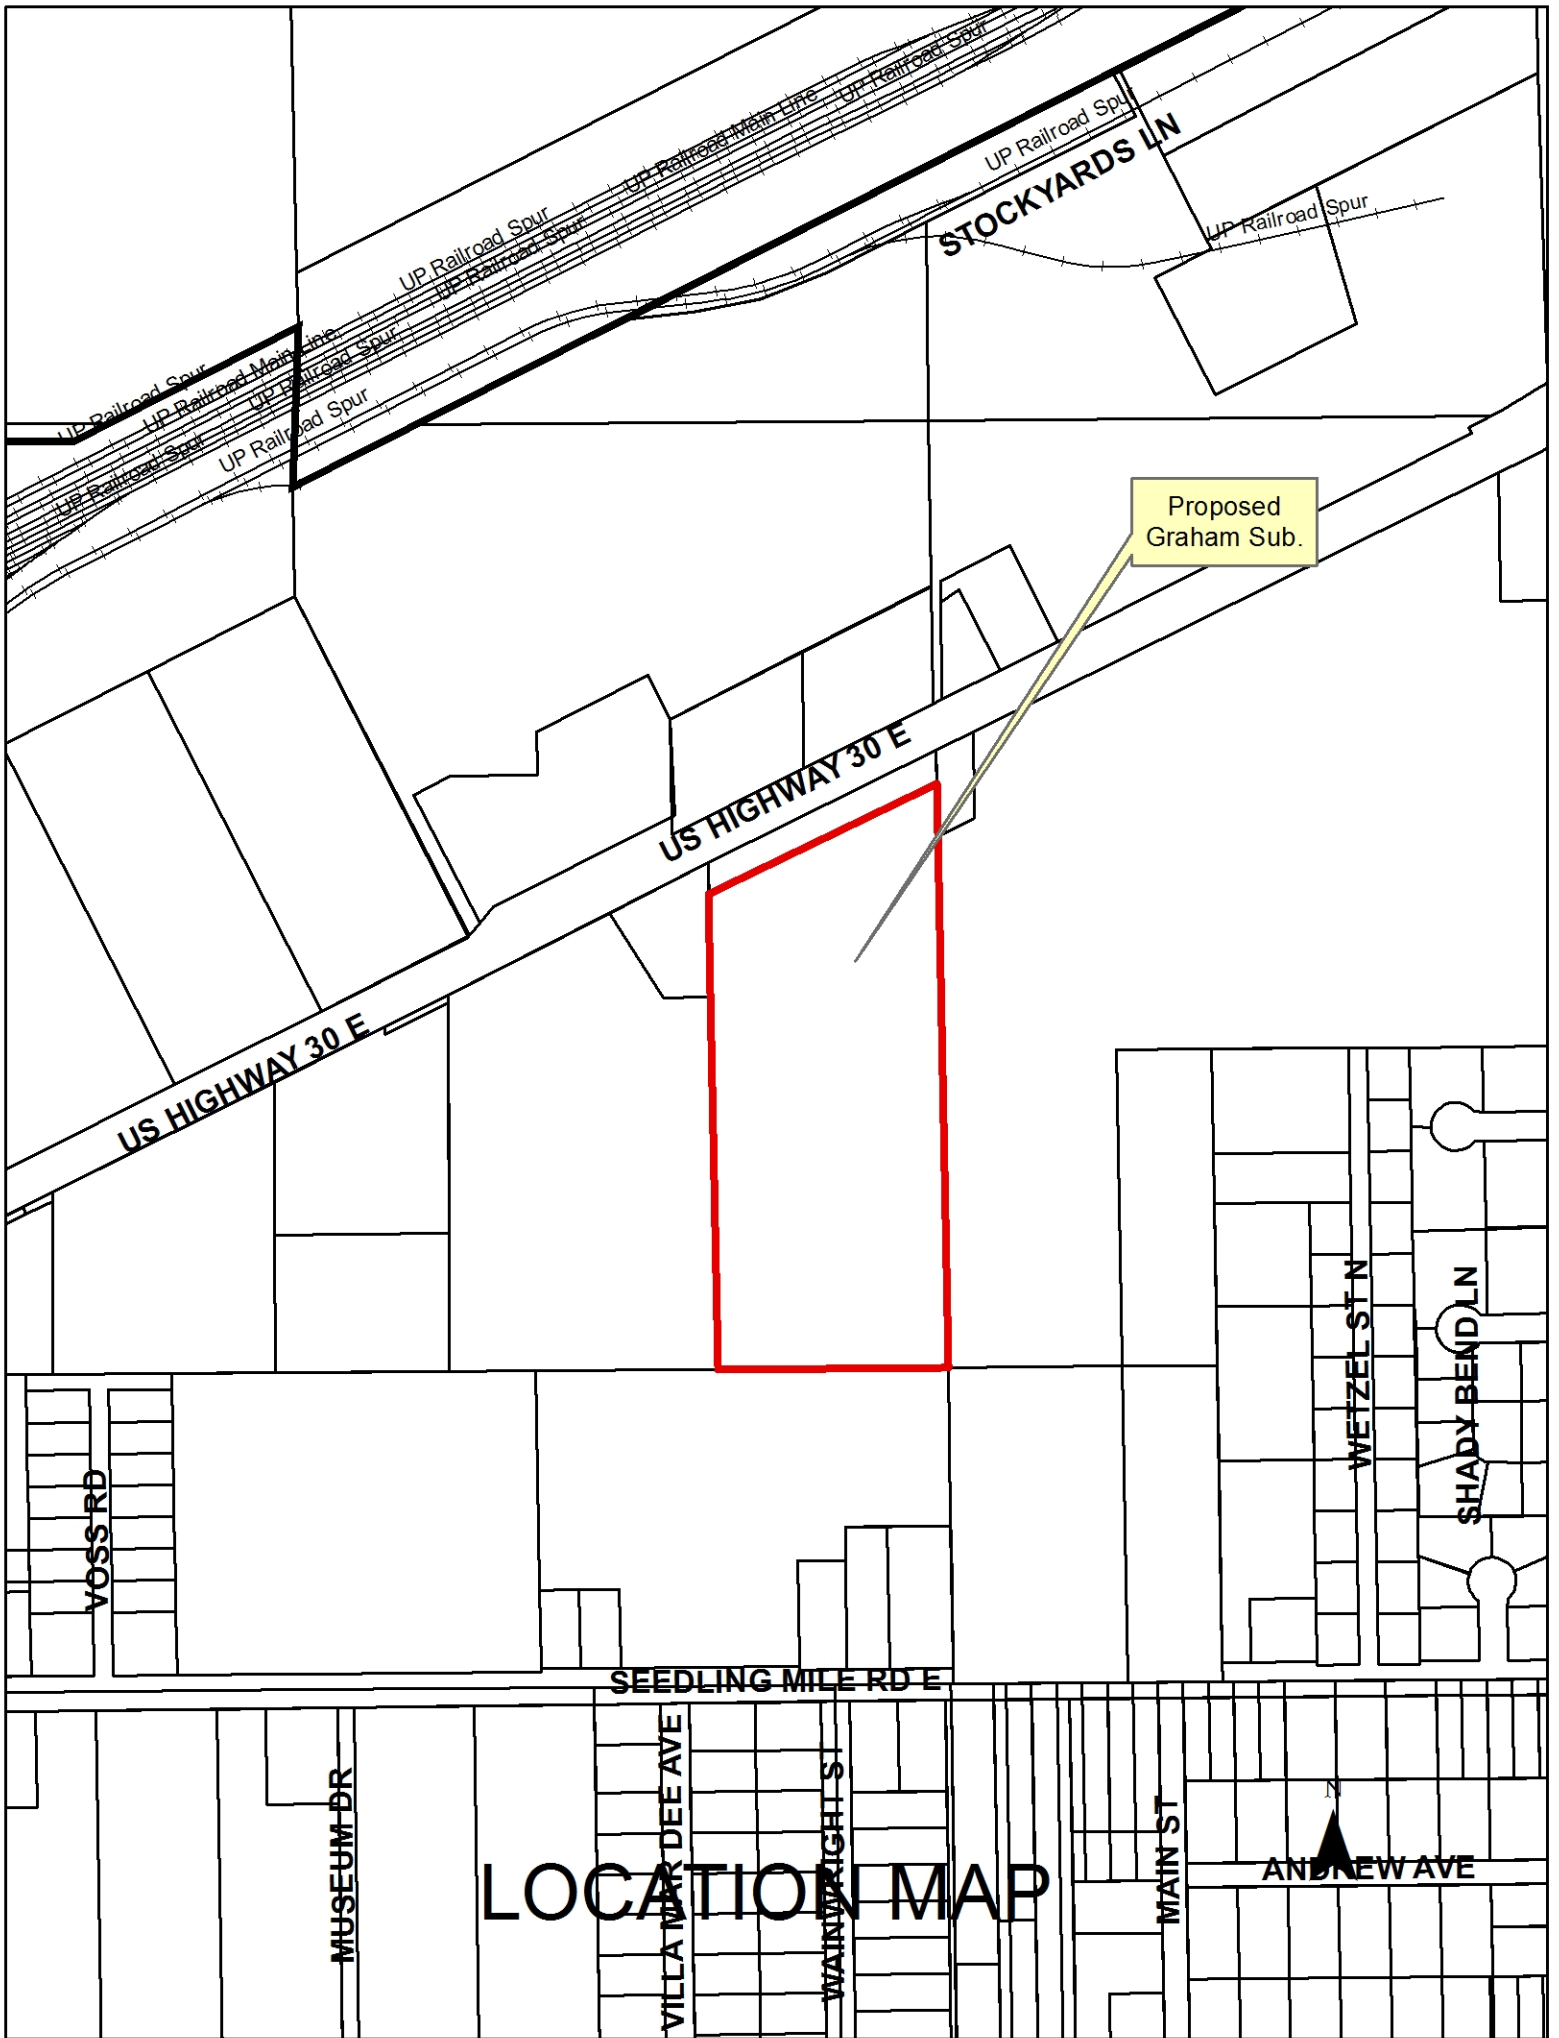 UP Railroad Spur
UP Railroad Main Line
UP Railroad Spur
UP Railroad Spur
STOCKYARDS LN
UP Railroad Spur
UP Railroad Spur
UP Railroad Spur
UP Railroad Spur
UP Railroad Main Line
UP Railroad Spur
UP Railroad Spur
UP Railroad Spur
UP Railroad Spur
Proposed
Graham Sub.
US HIGHWAY 30 E
US HIGHWAY 30 E
WETZEL ST N
SHADY BEND LN
VOSS RD
SEEDLING MILE RD E
MUSEUM DR
VILLA MAR DEE AVE
WAINWRIGHT ST
MAIN ST
N
ANDREW AVE
LOCATION MAP